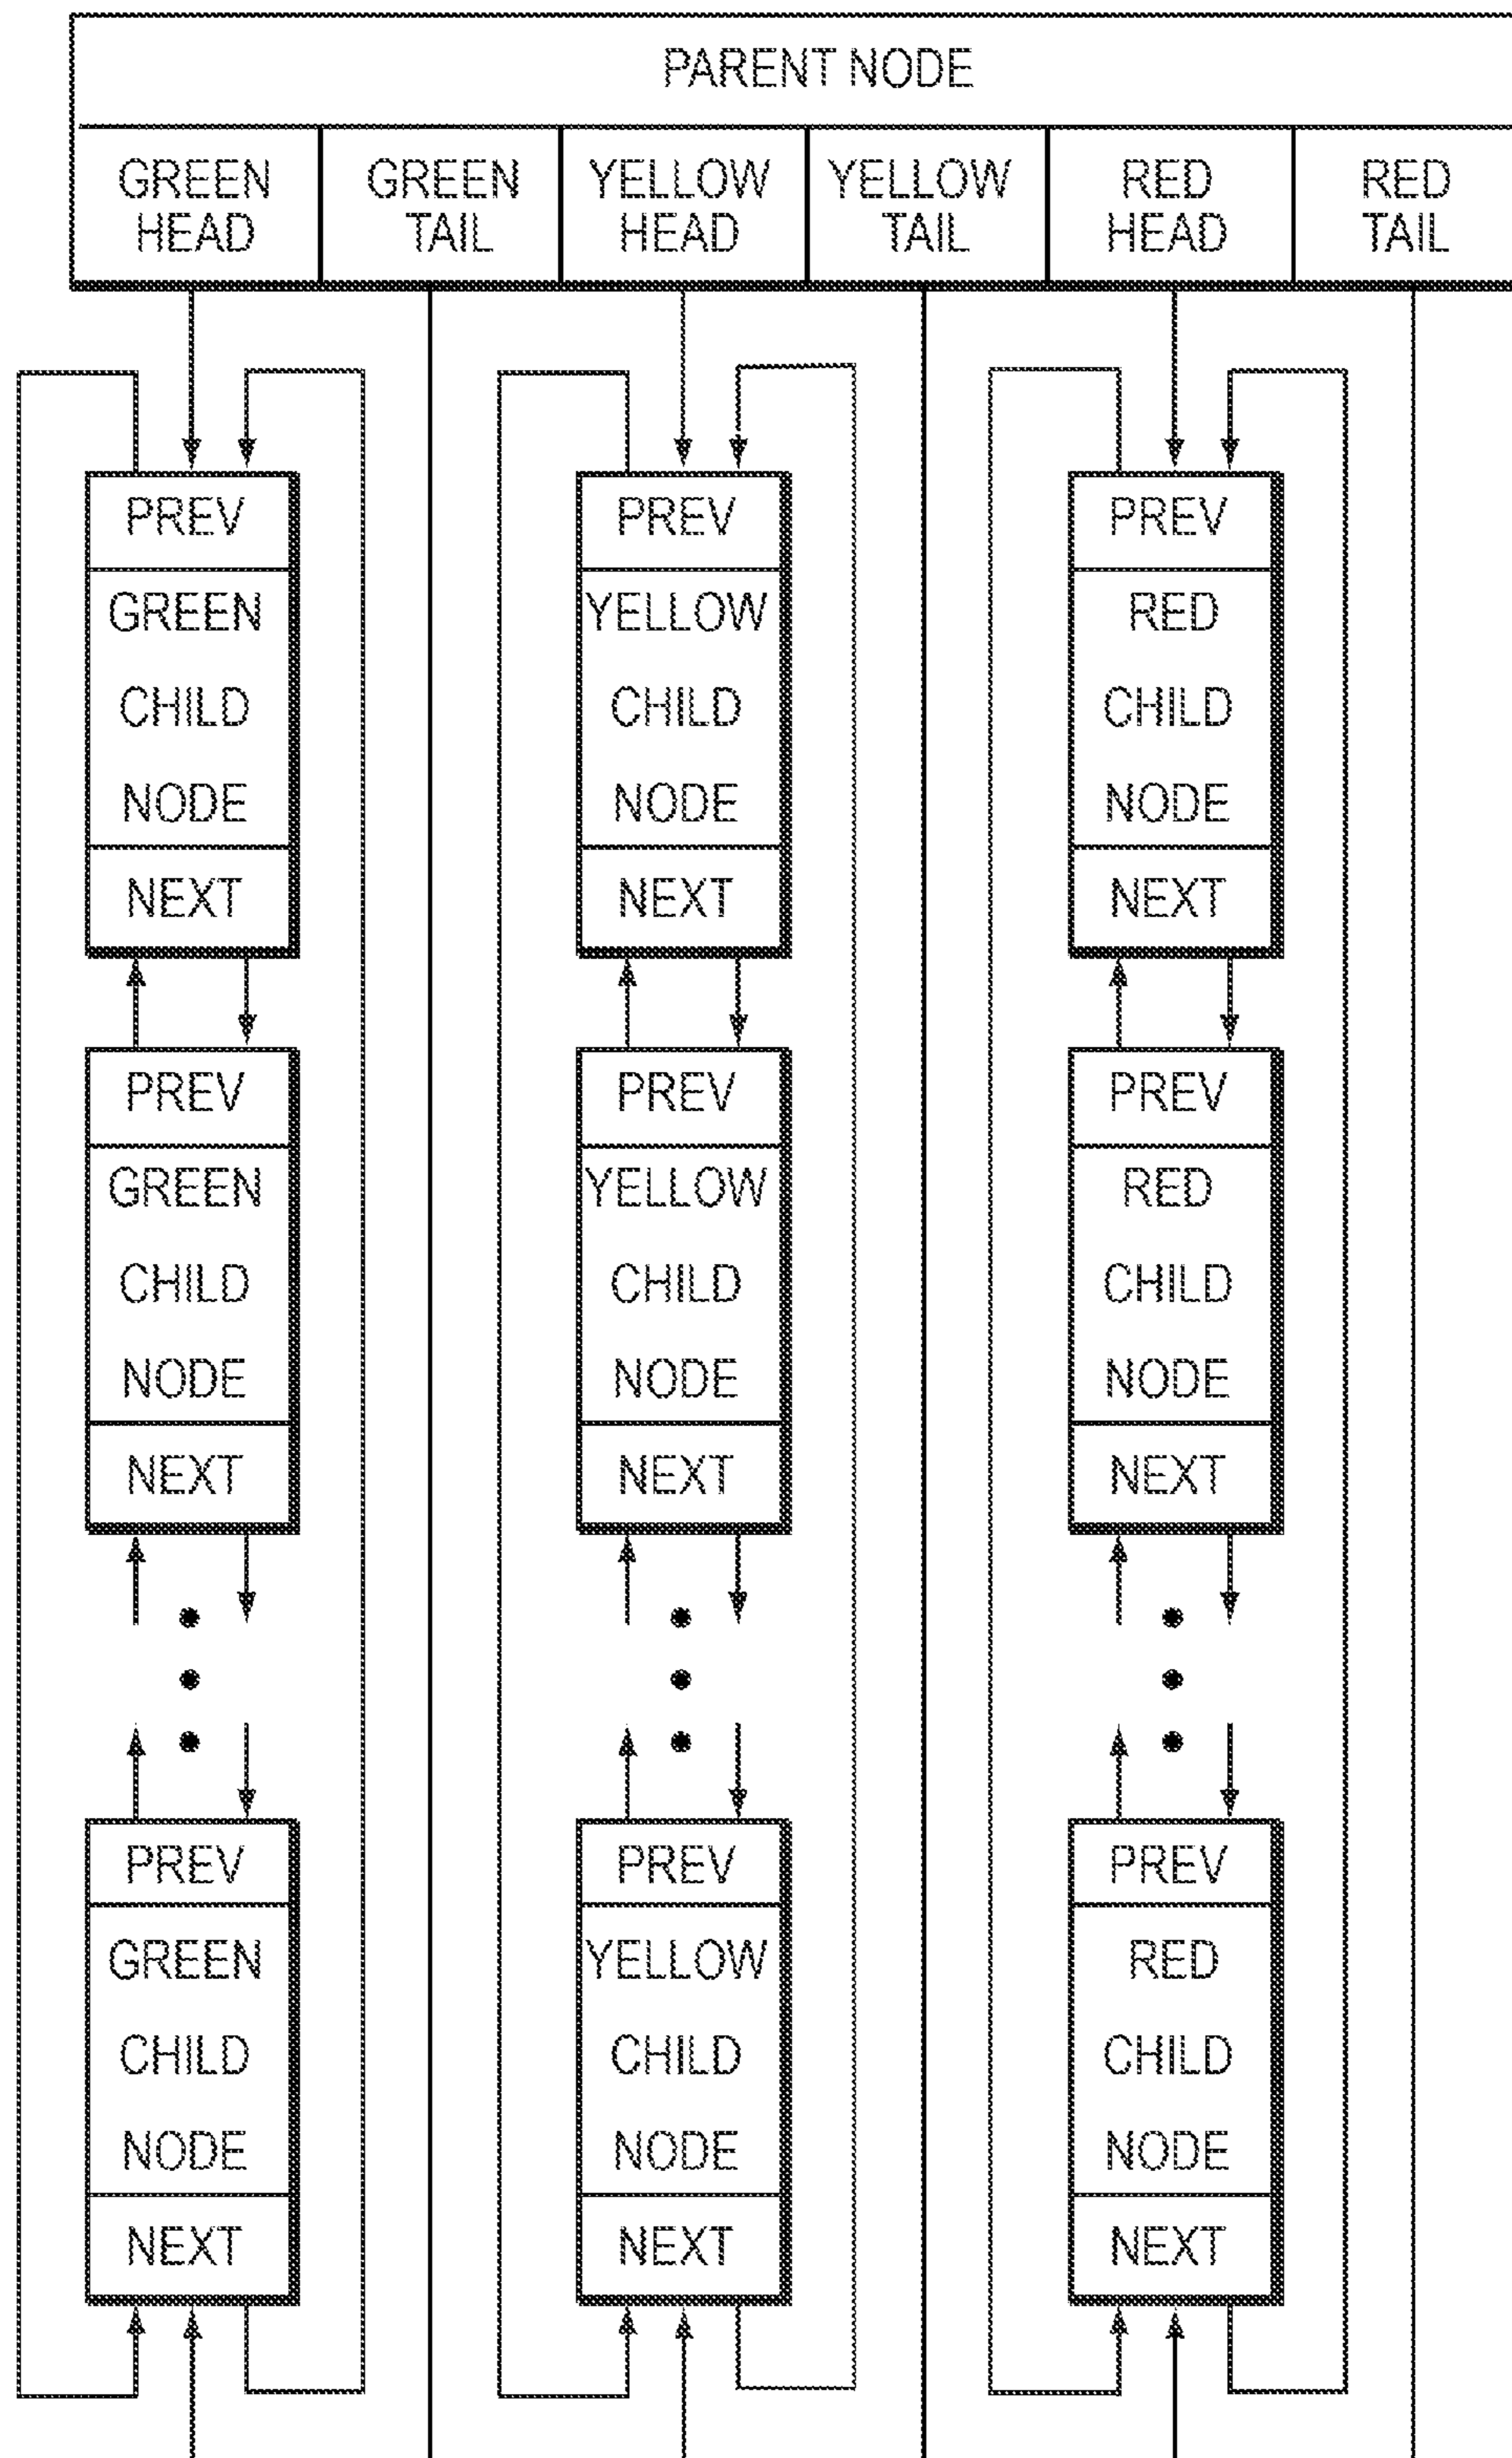 PARENT NODE
GREEN HEAD
GREEN TAIL
YELLOW HEAD
YELLOW TAIL
RED HEAD
RED TAIL
PREV
GREEN
CHILD
NODE
NEXT
PREV
YELLOW
CHILD
NODE
NEXT
PREV
RED
CHILD
NODE
NEXT
PREV
GREEN
CHILD
NODE
NEXT
PREV
YELLOW
CHILD
NODE
NEXT
PREV
RED
CHILD
NODE
NEXT
PREV
GREEN
CHILD
NODE
NEXT
PREV
YELLOW
CHILD
NODE
NEXT
PREV
RED
CHILD
NODE
NEXT